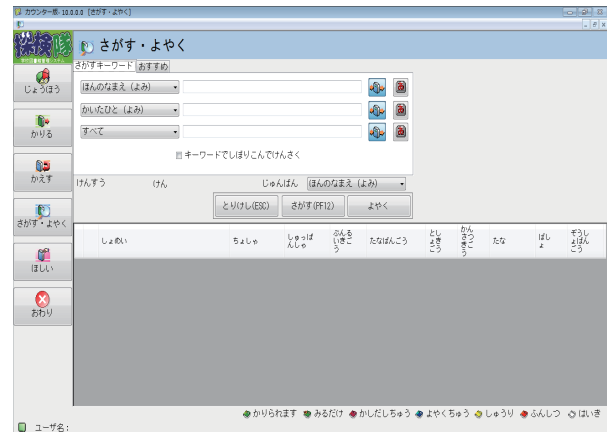 カウンター版- 10.0.0.0 [さがす・よやく]
探検隊
さがす・よやく
さがすキーワード おすすめ
じょうほう
かりる
かえす
さがす・よやく
ほしい
おわり
ほんのなまえ (よみ)
かいたひと (よみ)
すべて
キーワードでしぼりこんでけんさく
けんすう けん じゅんばん ほんのなまえ (よみ)
とりけし(ESC) さがす(PF12) よやく
しょめい ちょしゃ しゅっぱんしゃ ぶんるいきごう たなばんごう としょきごう かんさつきごう たな ばしょ ぞうしょばんごう
かりられます みるだけ かしだしちゅう よやくちゅう しゅうり ふんしつ はいき
ユーザ名: